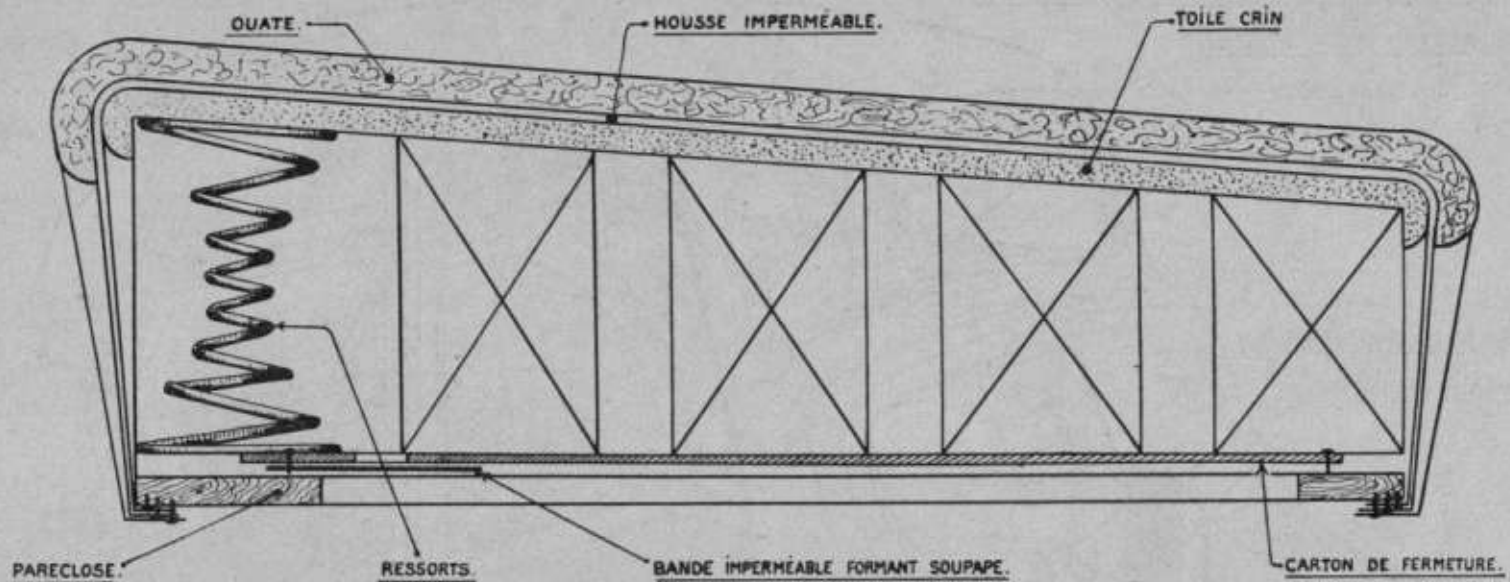 OUATE.
HOUSSE IMPERMÉABLE.
TOILE CRIN
PARECLOSE.
RESSORTS.
BANDE IMPERMÉABLE FORMANT SOUPAPE.
CARTON DE FERMETURE.